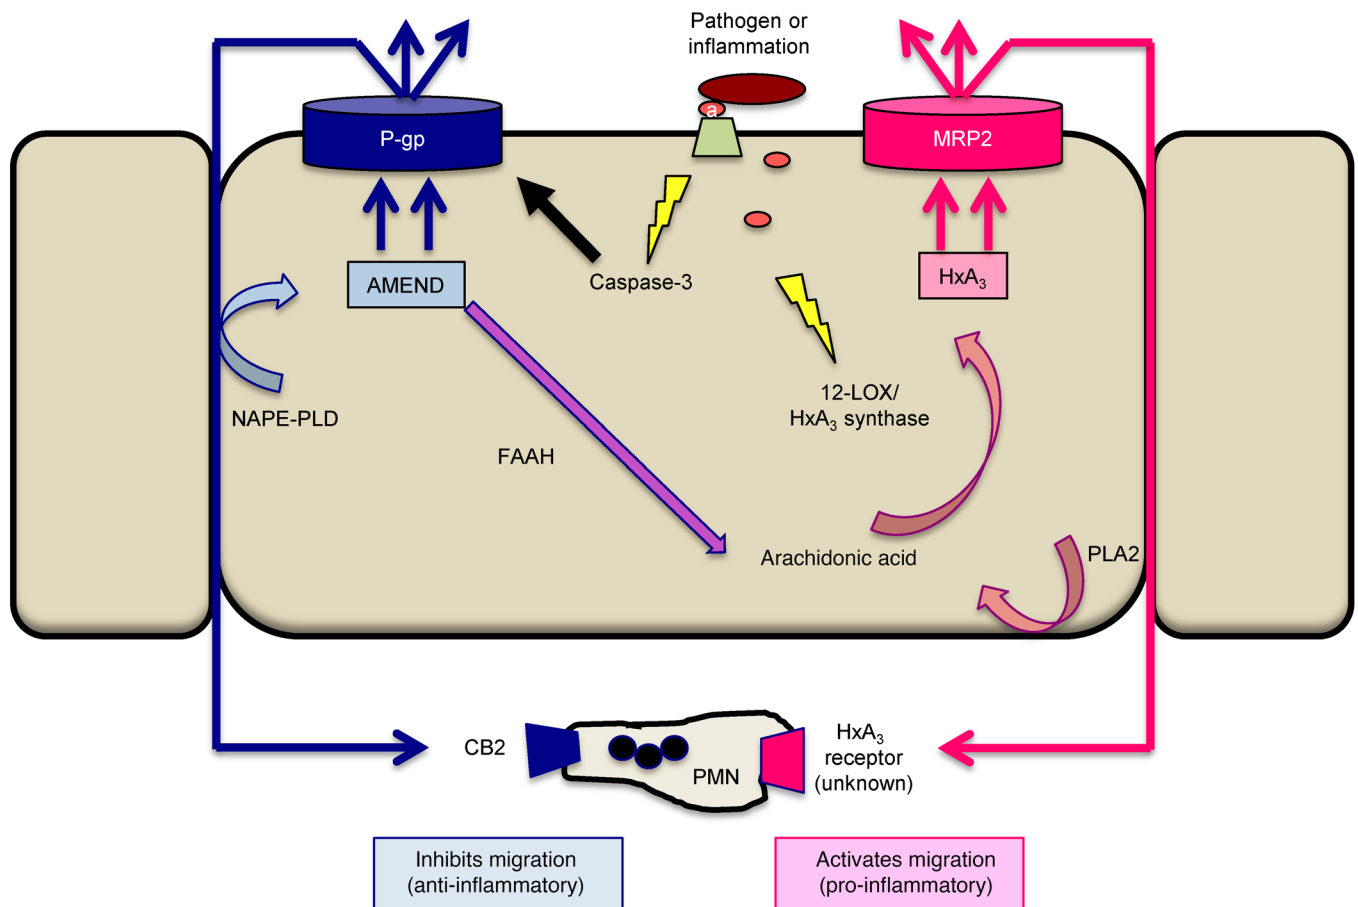 Pathogen or
inflammation
a
P-gp
MRP2
AMEND
Caspase-3
HxA₃
12-LOX/
HxA₃ synthase
NAPE-PLD
FAAH
Arachidonic acid
PLA2
CB2
PMN
HxA₃
receptor
(unknown)
Inhibits migration
(anti-inflammatory)
Activates migration
(pro-inflammatory)